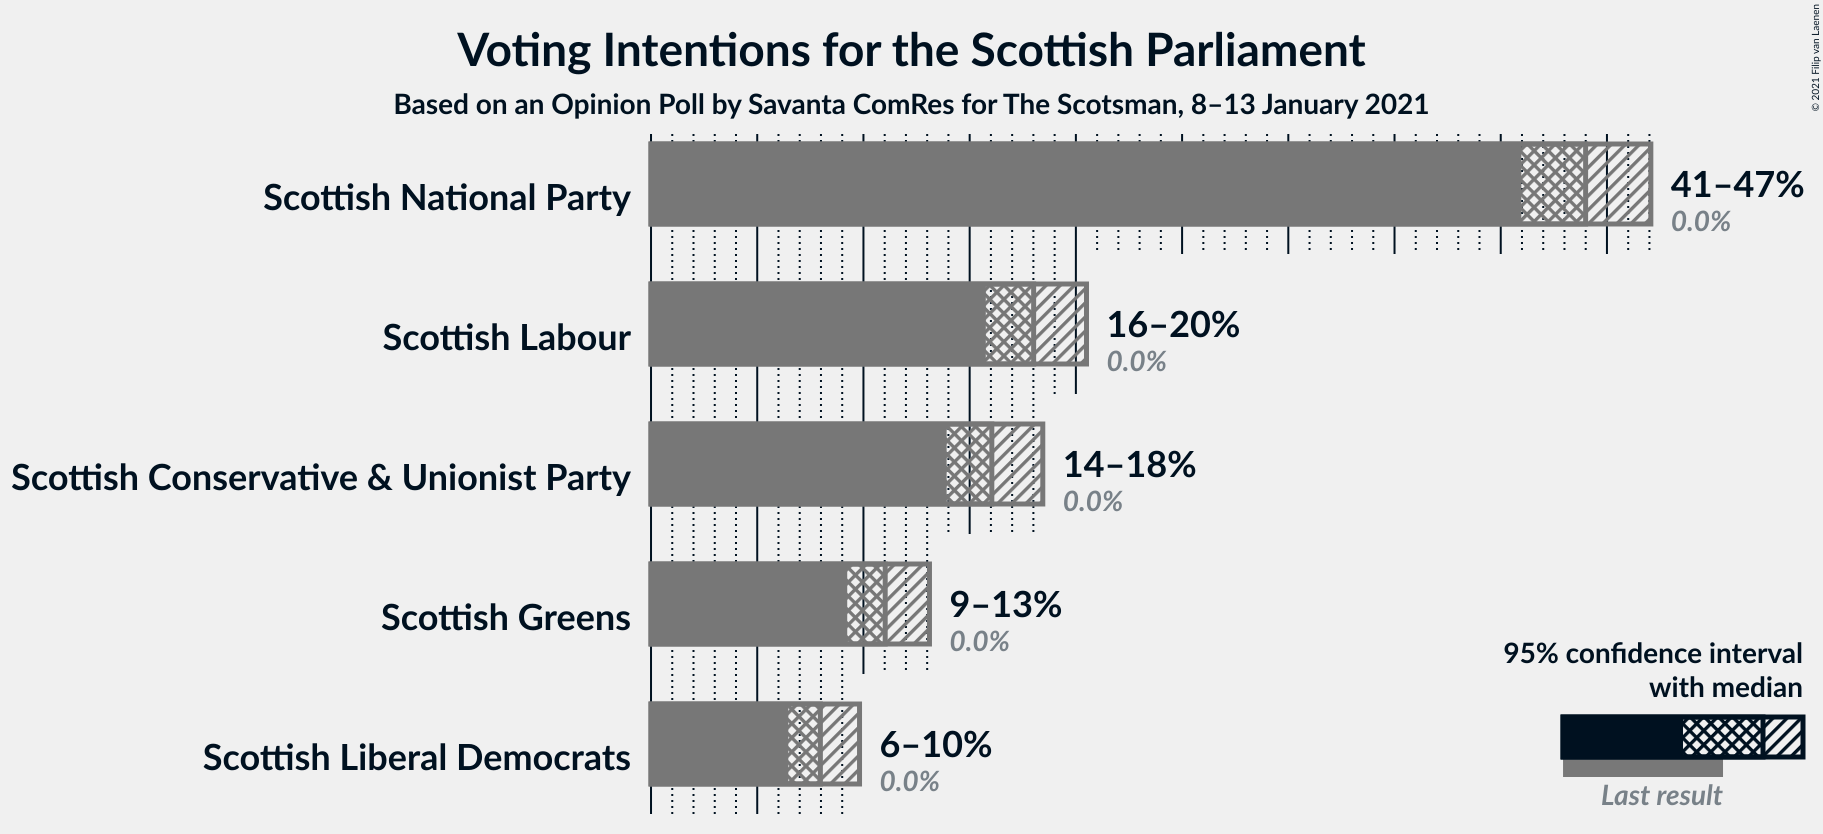 Voting Intentions for the Scottish Parliament
Based on an Opinion Poll by Savanta ComRes for The Scotsman, 8–13 January 2021
© 2021 Filip van Laenen
Scottish National Party
41–47%
0.0%
Scottish Labour
16–20%
0.0%
Scottish Conservative & Unionist Party
14–18%
0.0%
Scottish Greens
9–13%
0.0%
Scottish Liberal Democrats
6–10%
0.0%
95% confidence interval
with median
Last result